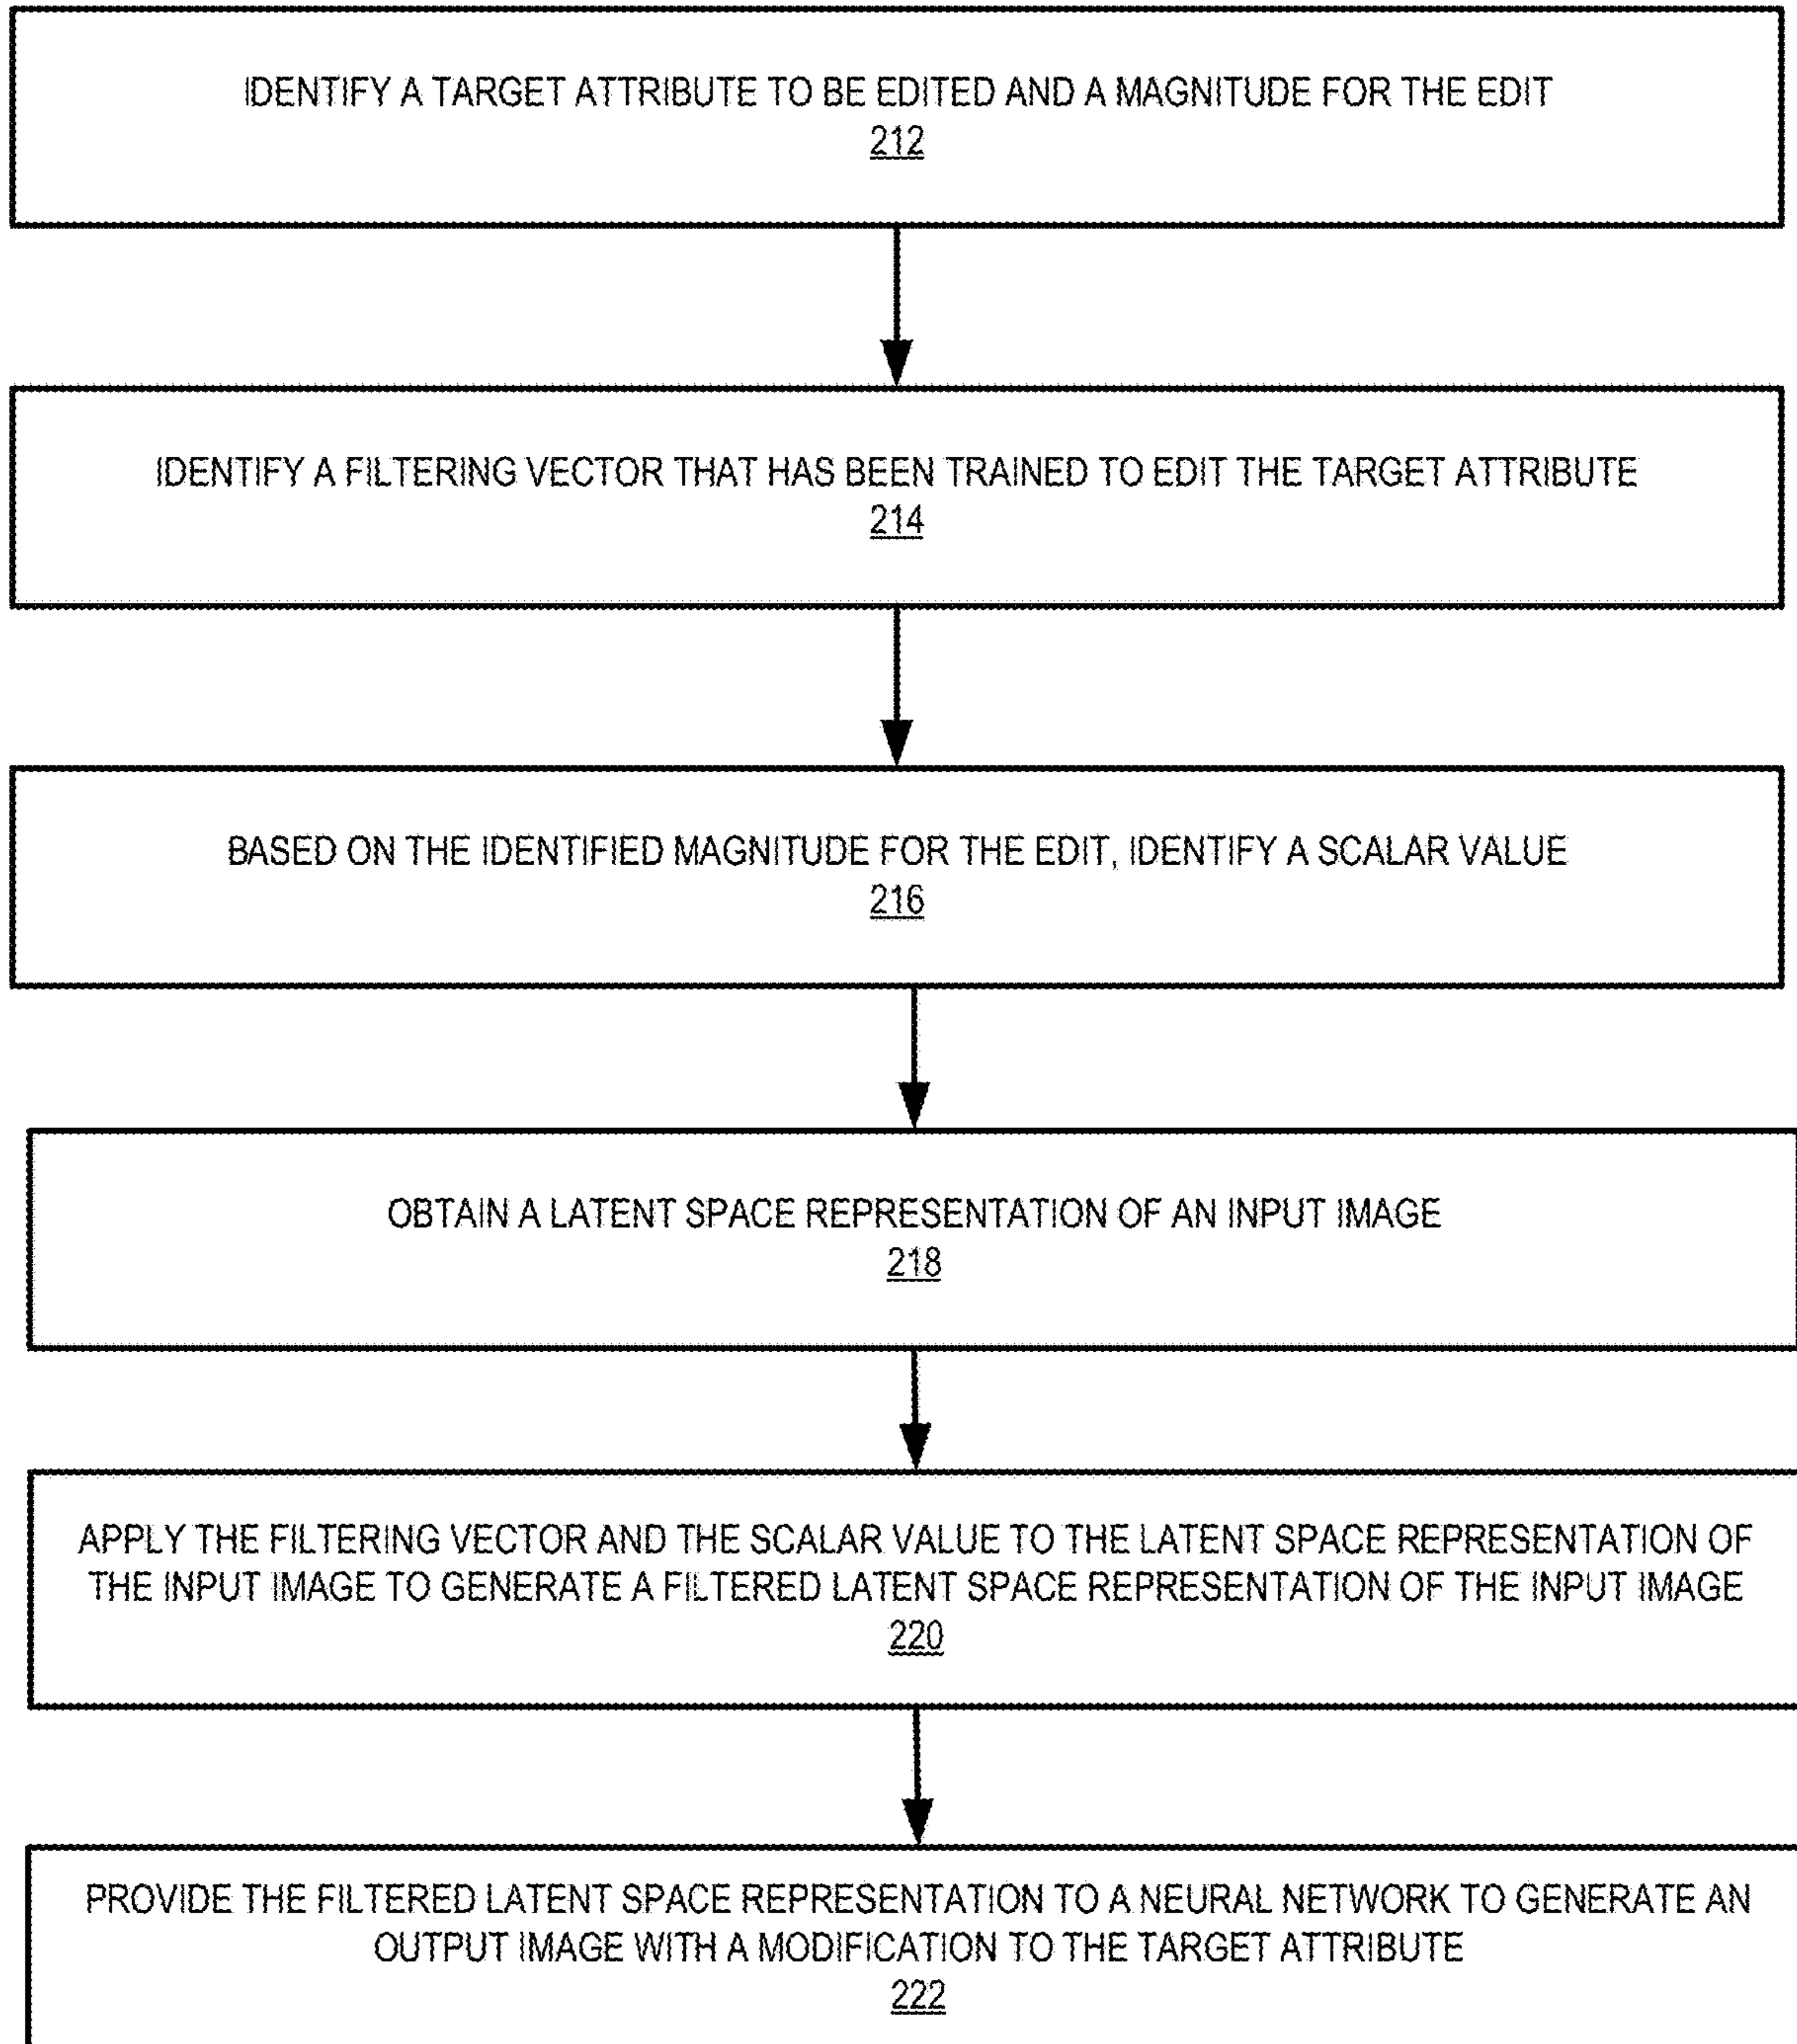 IDENTIFY A TARGET ATTRIBUTE TO BE EDITED AND A MAGNITUDE FOR THE EDIT
212
IDENTIFY A FILTERING VECTOR THAT HAS BEEN TRAINED TO EDIT THE TARGET ATTRIBUTE
214
BASED ON THE IDENTIFIED MAGNITUDE FOR THE EDIT, IDENTIFY A SCALAR VALUE
216
OBTAIN A LATENT SPACE REPRESENTATION OF AN INPUT IMAGE
218
APPLY THE FILTERING VECTOR AND THE SCALAR VALUE TO THE LATENT SPACE REPRESENTATION OF
THE INPUT IMAGE TO GENERATE A FILTERED LATENT SPACE REPRESENTATION OF THE INPUT IMAGE
220
PROVIDE THE FILTERED LATENT SPACE REPRESENTATION TO A NEURAL NETWORK TO GENERATE AN
OUTPUT IMAGE WITH A MODIFICATION TO THE TARGET ATTRIBUTE
222